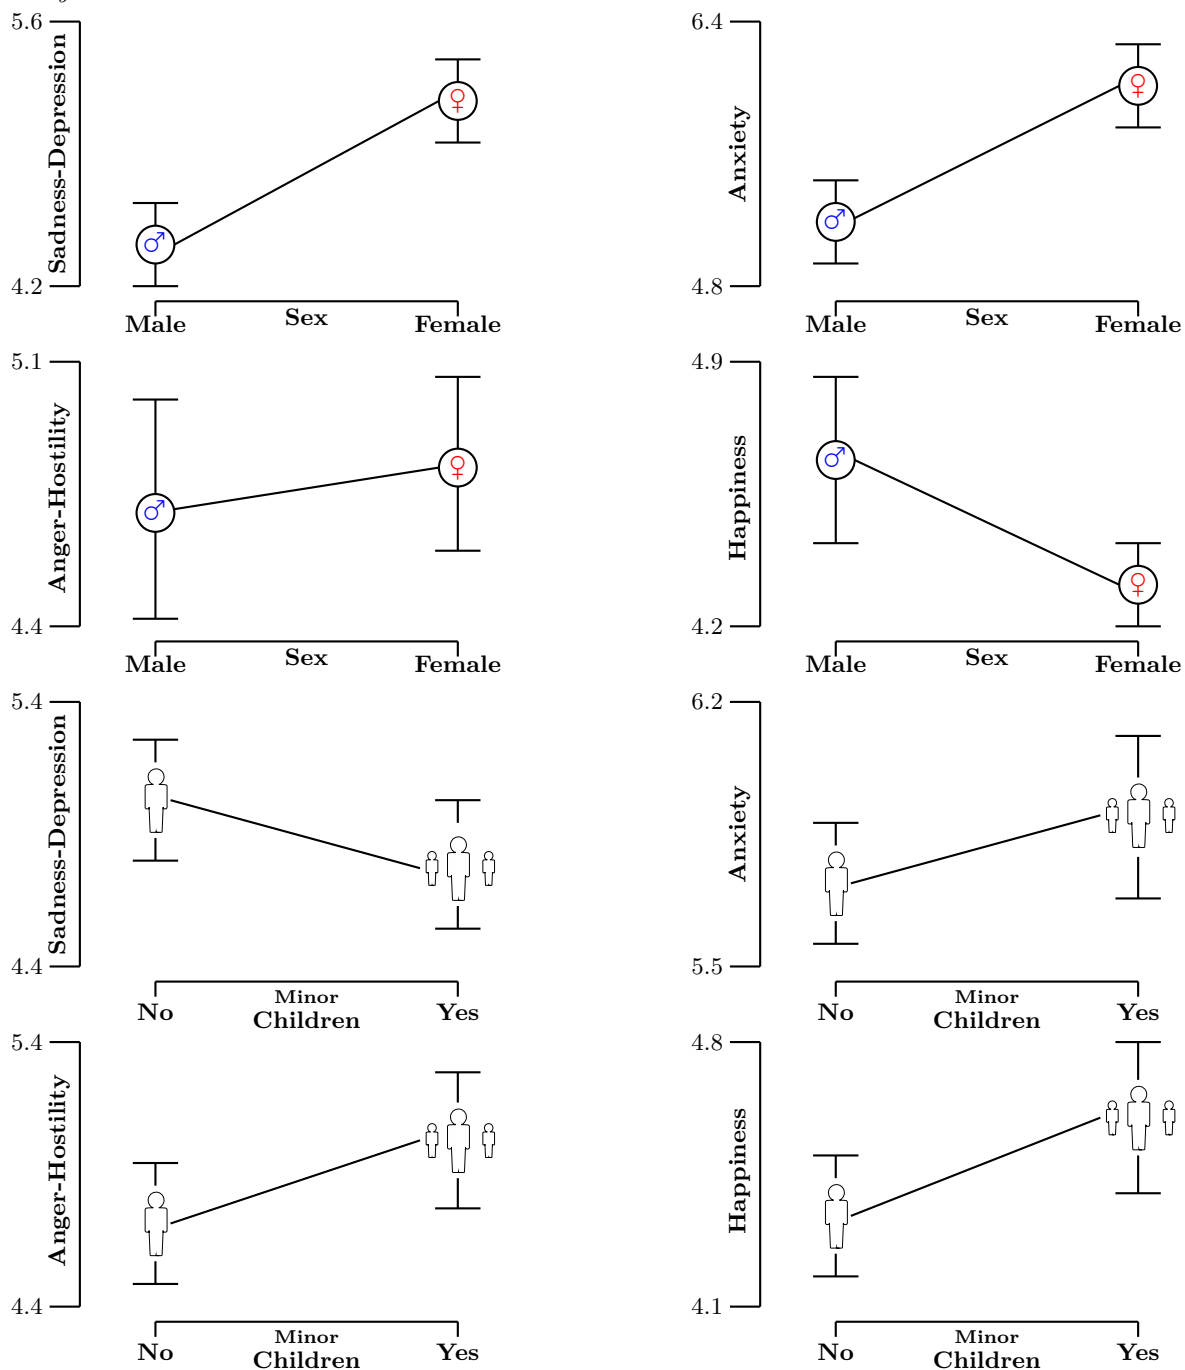 5.6
Sadness-Depression
4.2
Male
Sex
Female
6.4
Anxiety
4.8
Male
Sex
Female
5.1
Anger-Hostility
4.4
Male
Sex
Female
4.9
Happiness
4.2
Male
Sex
Female
5.4
Sadness-Depression
4.4
No
Minor
Children
Yes
6.2
Anxiety
5.5
No
Minor
Children
Yes
5.4
Anger-Hostility
4.4
No
Minor
Children
Yes
4.8
Happiness
4.1
No
Minor
Children
Yes